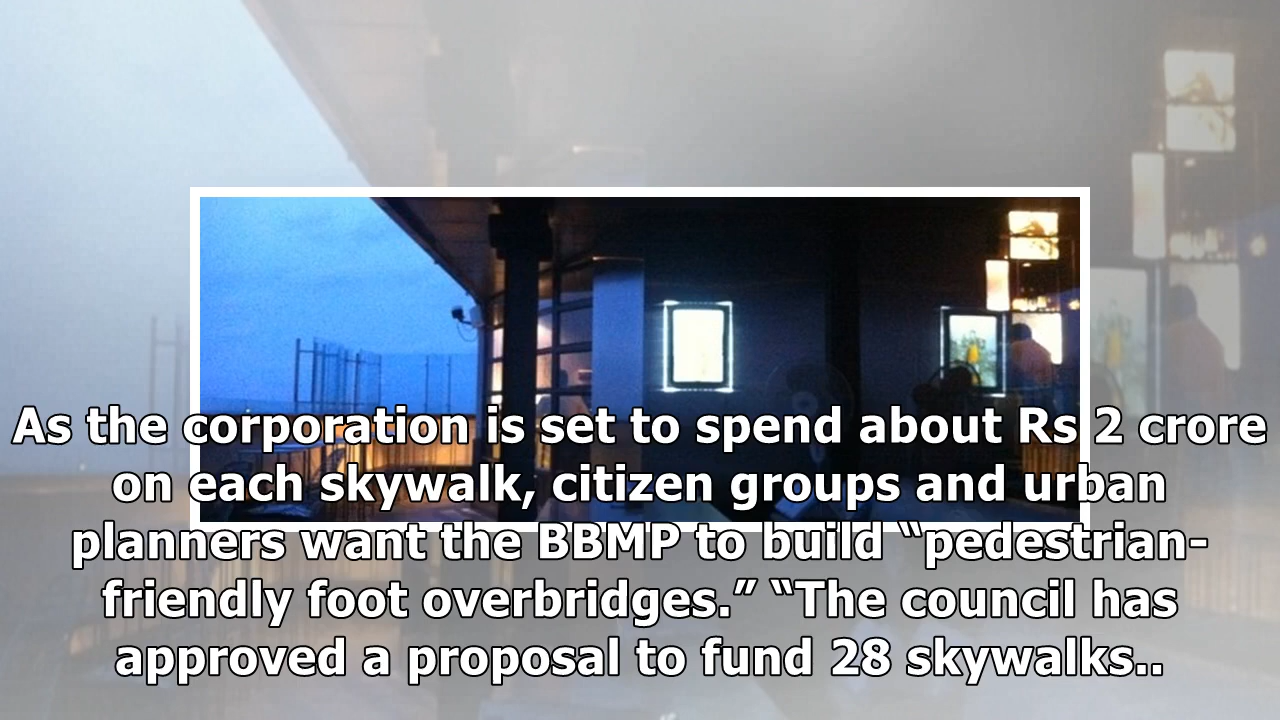 As the corporation is set to spend about Rs 2 crore
on each skywalk, citizen groups and urban
planners want the BBMP to build “pedestrian-
friendly foot overbridges.” “The council has
approved a proposal to fund 28 skywalks..